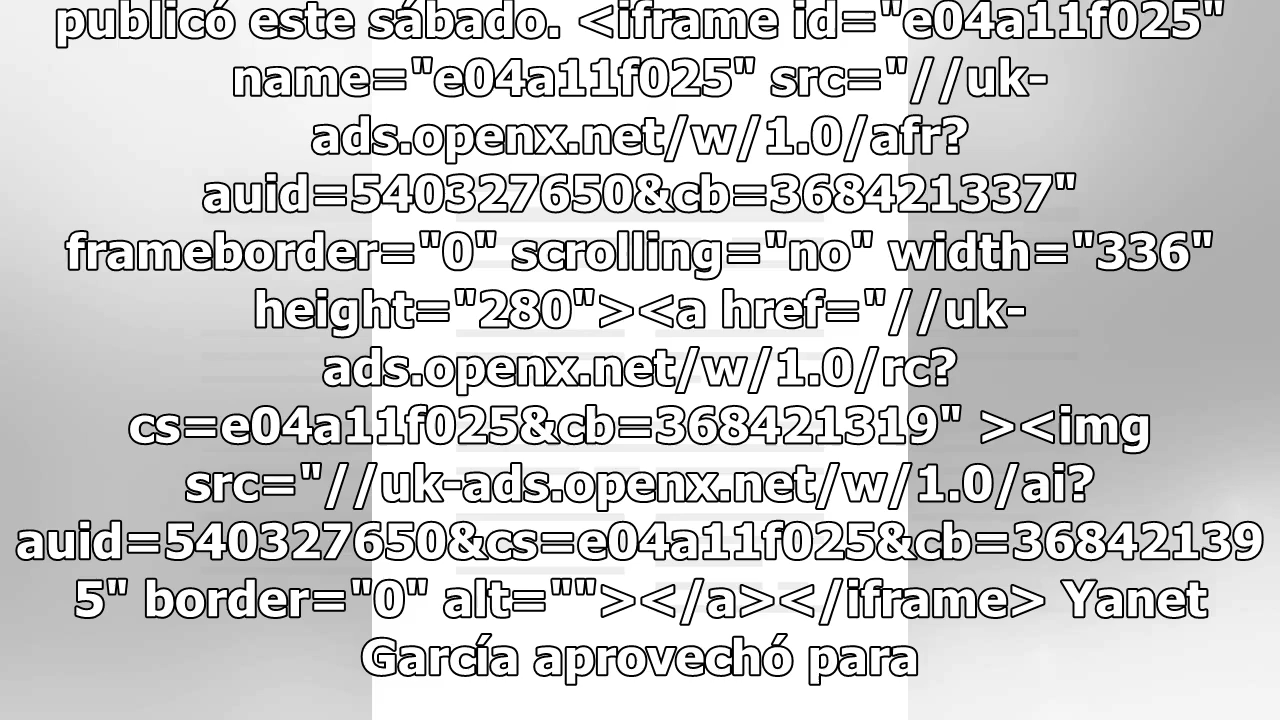 publicó este sábado. <iframe id="e04a11f025"
name="e04a11f025" src="//uk-
ads.openx.net/w/1.0/afr?
auid=540327650&cb=368421337"
frameborder="0" scrolling="no" width="336"
height="280"><a href="//uk-
ads.openx.net/w/1.0/rc?
cs=e04a11f025&cb=368421319" ><img
src="//uk-ads.openx.net/w/1.0/ai?
auid=540327650&cs=e04a11f025&cb=36842139
5" border="0" alt=""></a></iframe> Yanet
García aprovechó para